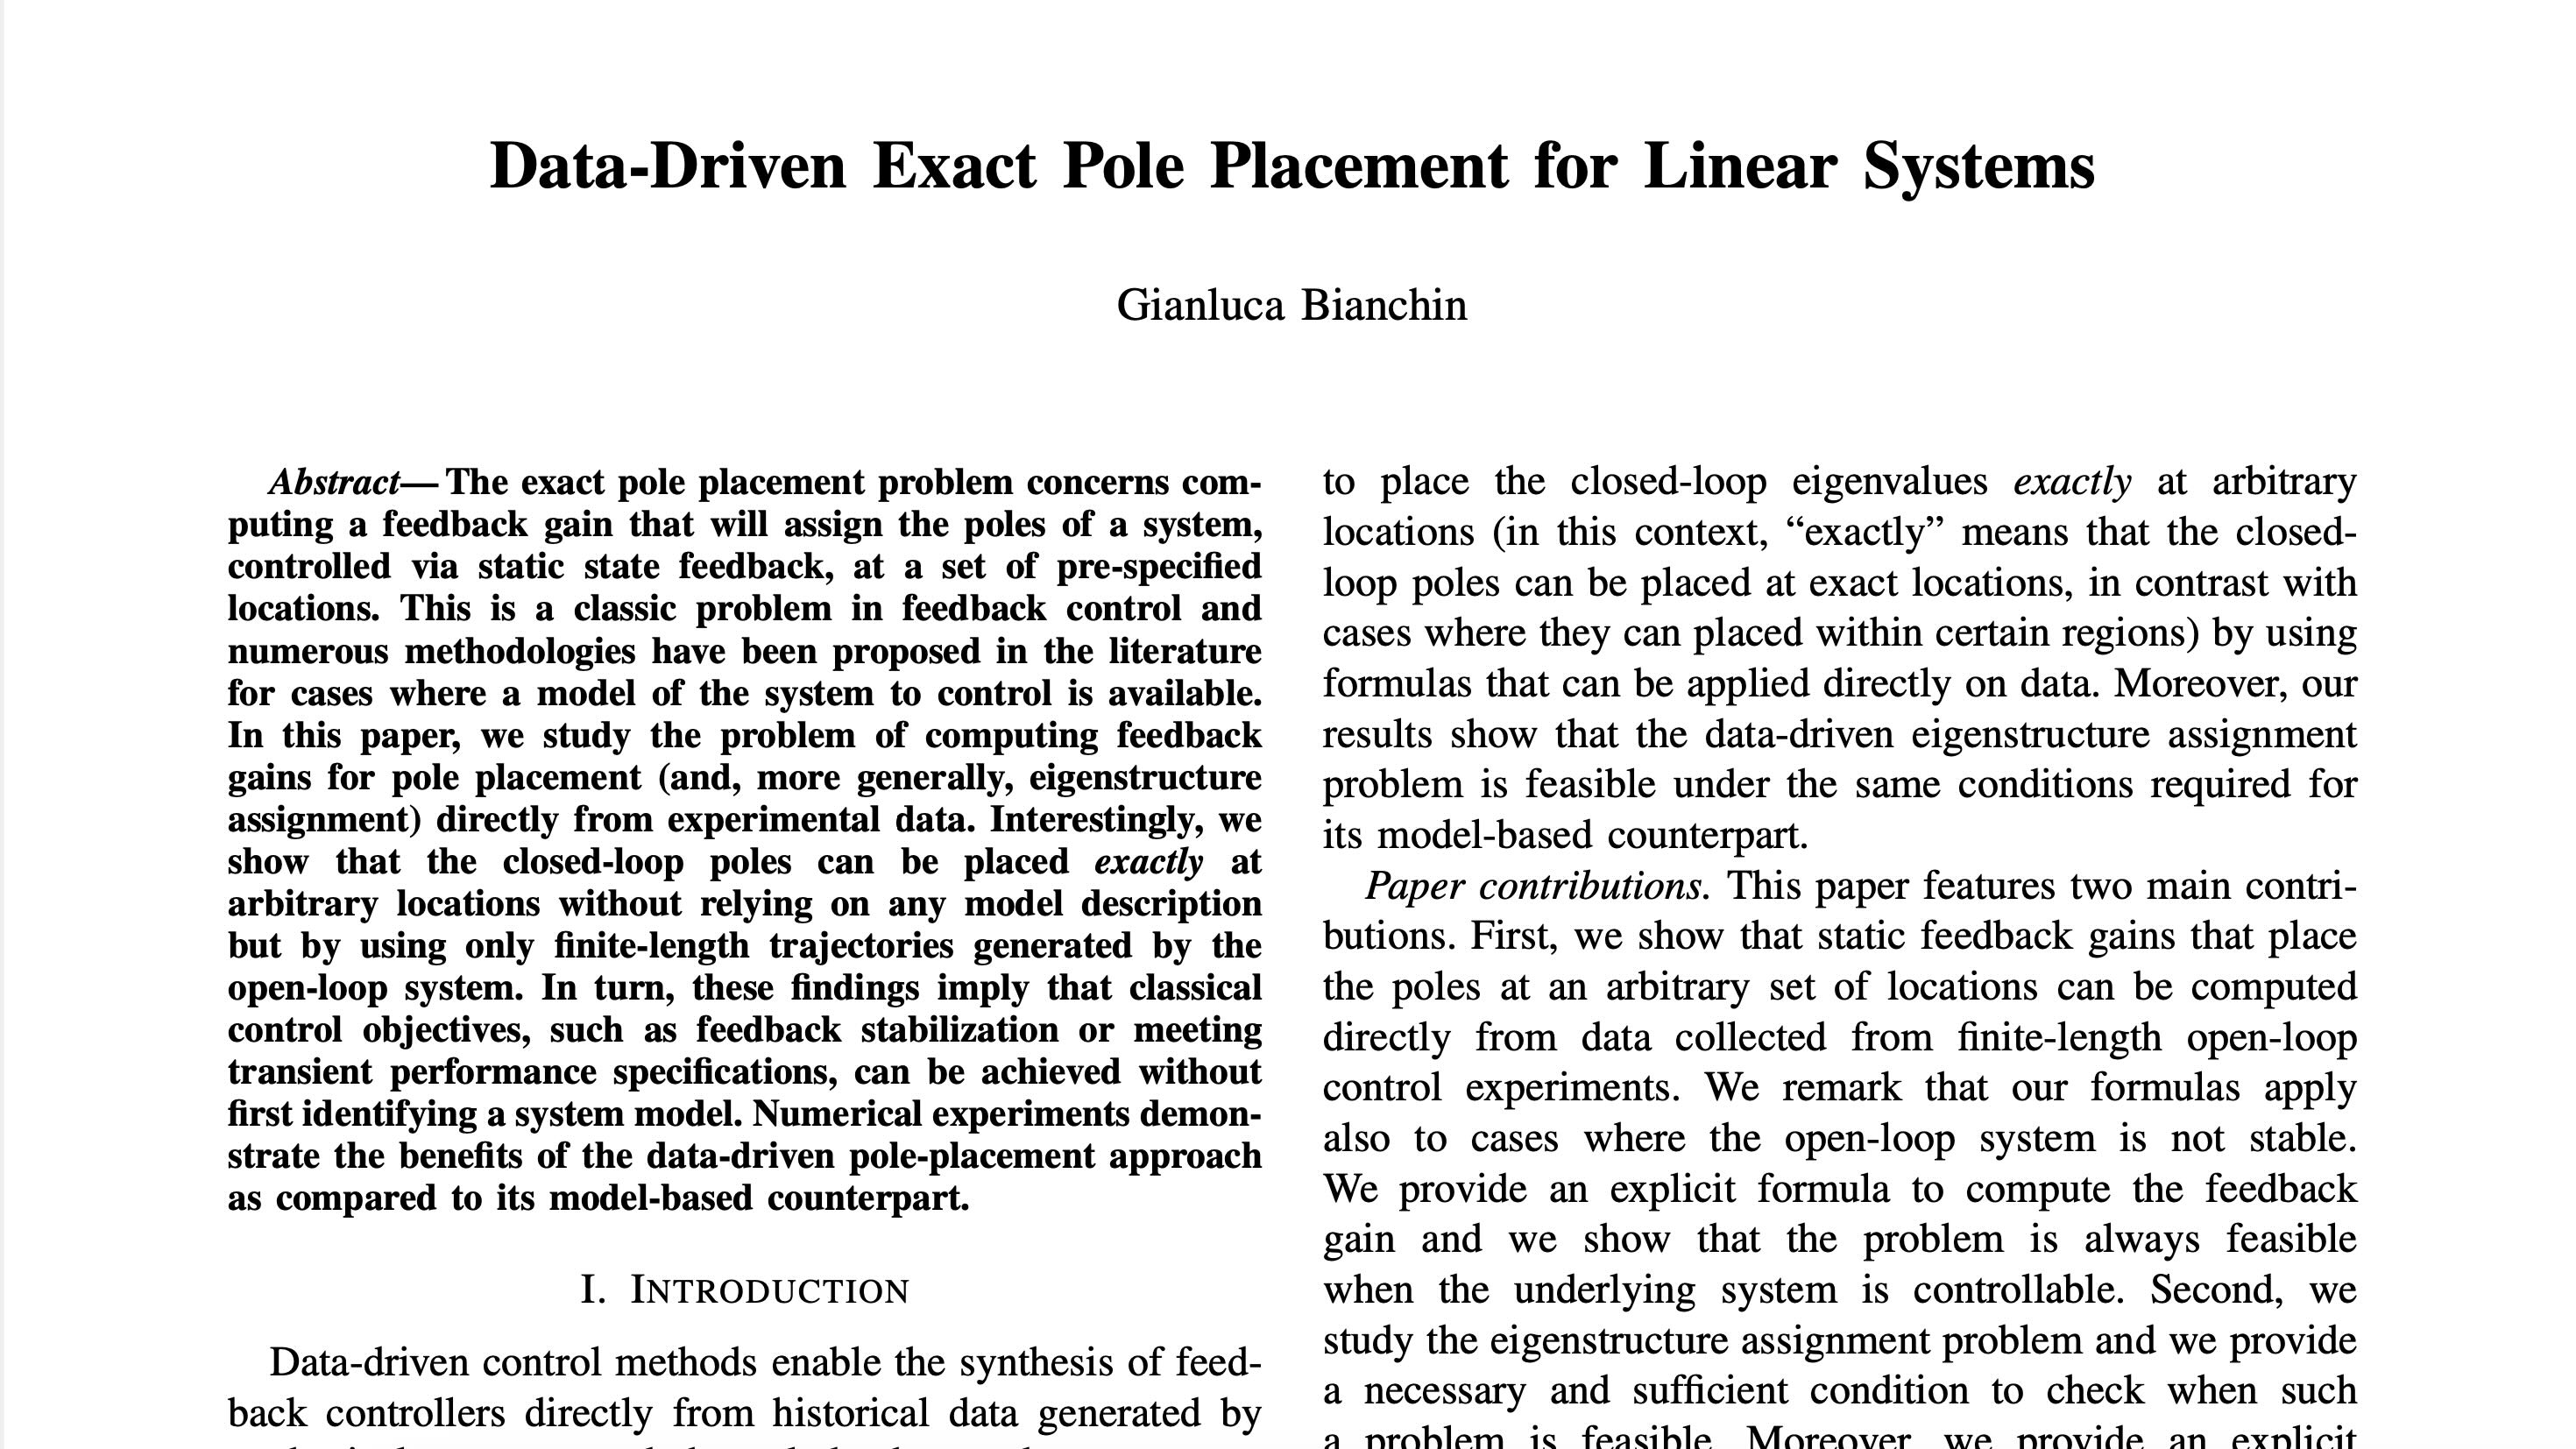 Data-Driven Exact Pole Placement for Linear Systems
Gianluca Bianchin
Abstract— The exact pole placement problem concerns com-
puting a feedback gain that will assign the poles of a system,
controlled via static state feedback, at a set of pre-specified
locations. This is a classic problem in feedback control and
numerous methodologies have been proposed in the literature
for cases where a model of the system to control is available.
In this paper, we study the problem of computing feedback
gains for pole placement (and, more generally, eigenstructure
assignment) directly from experimental data. Interestingly, we
show that the closed-loop poles can be placed exactly at
arbitrary locations without relying on any model description
but by using only finite-length trajectories generated by the
open-loop system. In turn, these findings imply that classical
control objectives, such as feedback stabilization or meeting
transient performance specifications, can be achieved without
first identifying a system model. Numerical experiments demon-
strate the benefits of the data-driven pole-placement approach
as compared to its model-based counterpart.
I. INTRODUCTION
Data-driven control methods enable the synthesis of feed-
back controllers directly from historical data generated by
to place the closed-loop eigenvalues exactly at arbitrary
locations (in this context, “exactly” means that the closed-
loop poles can be placed at exact locations, in contrast with
cases where they can placed within certain regions) by using
formulas that can be applied directly on data. Moreover, our
results show that the data-driven eigenstructure assignment
problem is feasible under the same conditions required for
its model-based counterpart.
Paper contributions. This paper features two main contri-
butions. First, we show that static feedback gains that place
the poles at an arbitrary set of locations can be computed
directly from data collected from finite-length open-loop
control experiments. We remark that our formulas apply
also to cases where the open-loop system is not stable.
We provide an explicit formula to compute the feedback
gain and we show that the problem is always feasible
when the underlying system is controllable. Second, we
study the eigenstructure assignment problem and we provide
a necessary and sufficient condition to check when such
a problem is feasible. Moreover, we provide an explicit